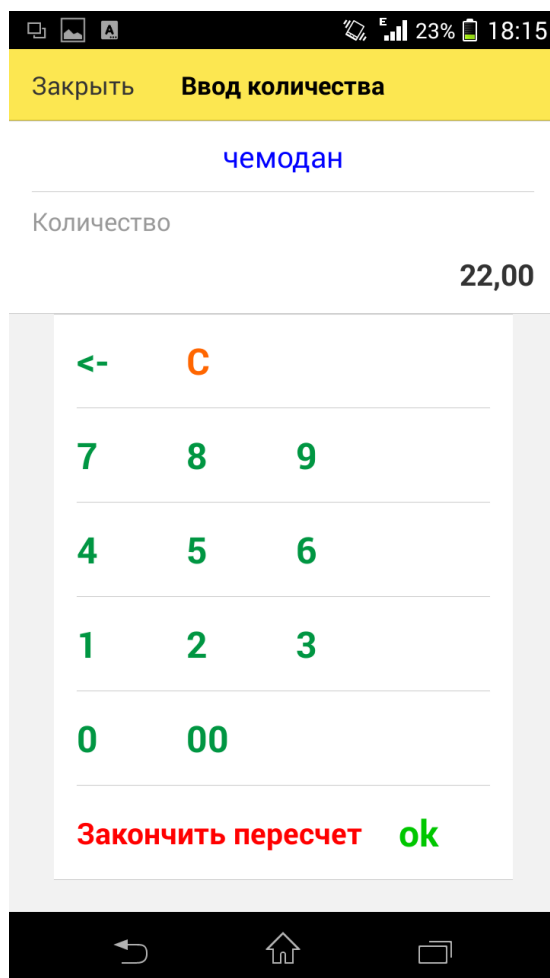 E 23% 18:15
Закрыть Ввод количества
чемодан
Количество
22,00
<- C
7 8 9
4 5 6
1 2 3
0 00
Закончить пересчет ok